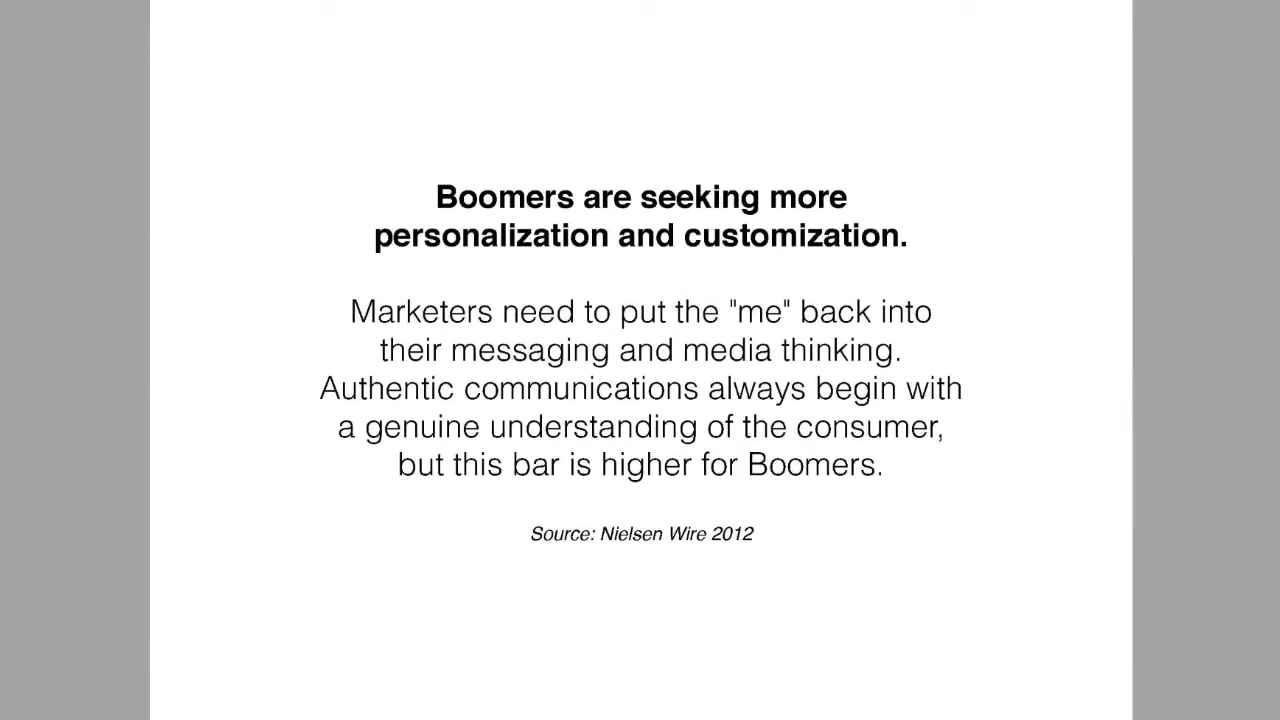 Boomers are seeking more
personalization and customization.
Marketers need to put the "me" back into
their messaging and media thinking.
Authentic communications always begin with
a genuine understanding of the consumer,
but this bar is higher for Boomers.
Source: Nielsen Wire 2012